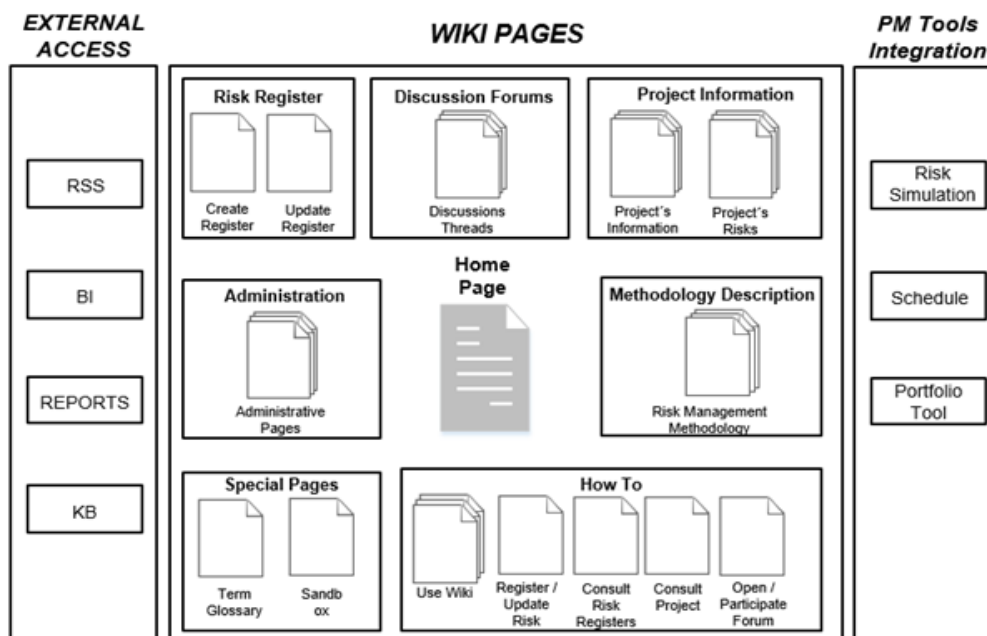 EXTERNAL
ACCESS
RSS
BI
REPORTS
KB
WIKI PAGES
Risk Register
Create
Register
Update
Register
Discussion Forums
Discussions
Threads
Project Information
Project´s
Information
Project´s
Risks
Administration
Administrative
Pages
Home
Page
Methodology Description
Risk Management
Methodology
Special Pages
Term
Glossary
Sandb
ox
How To
Use Wiki
Register /
Update
Risk
Consult
Risk
Registers
Consult
Project
Open /
Participate
Forum
PM Tools
Integration
Risk
Simulation
Schedule
Portfolio
Tool